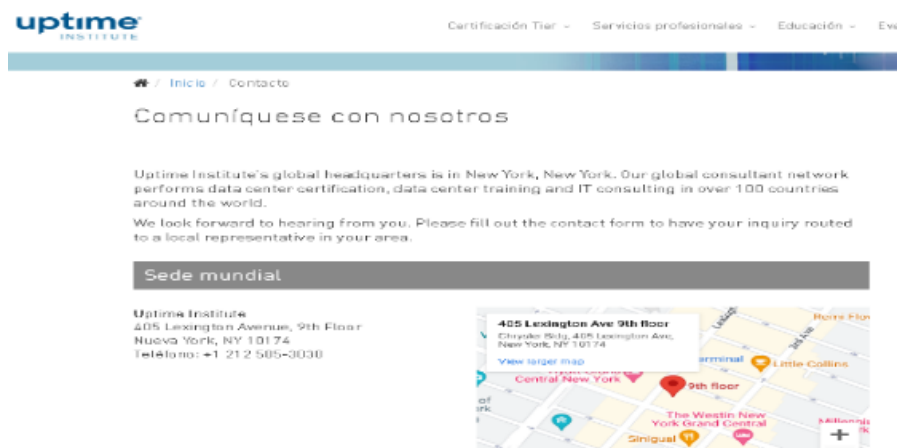 uptime
INSTITUTE
Certificación Tier Servicios profesionales Educación Eve
/ Inicio / Contacto
Comuníquese con nosotros
Uptime Institute's global headquarters is in New York, New York. Our global consultant network
performs data center certification, data center training and IT consulting in over 100 countries
around the world.
We look forward to hearing from you. Please fill out the contact form to have your inquiry routed
to a local representative in your area.
Sede mundial
Uptime Institute
405 Lexington Avenue, 9th Floor
Nueva York, NY 10174
Teléfono: +1 212 505-3030
405 Lexington Ave 9th floor
Chrysler Bldg, 405 Lexington Ave,
New York, NY 10174
View larger map
erminal
Little Collins
Central New York
9th floor
The Westin New
York Grand Central
Sinigual